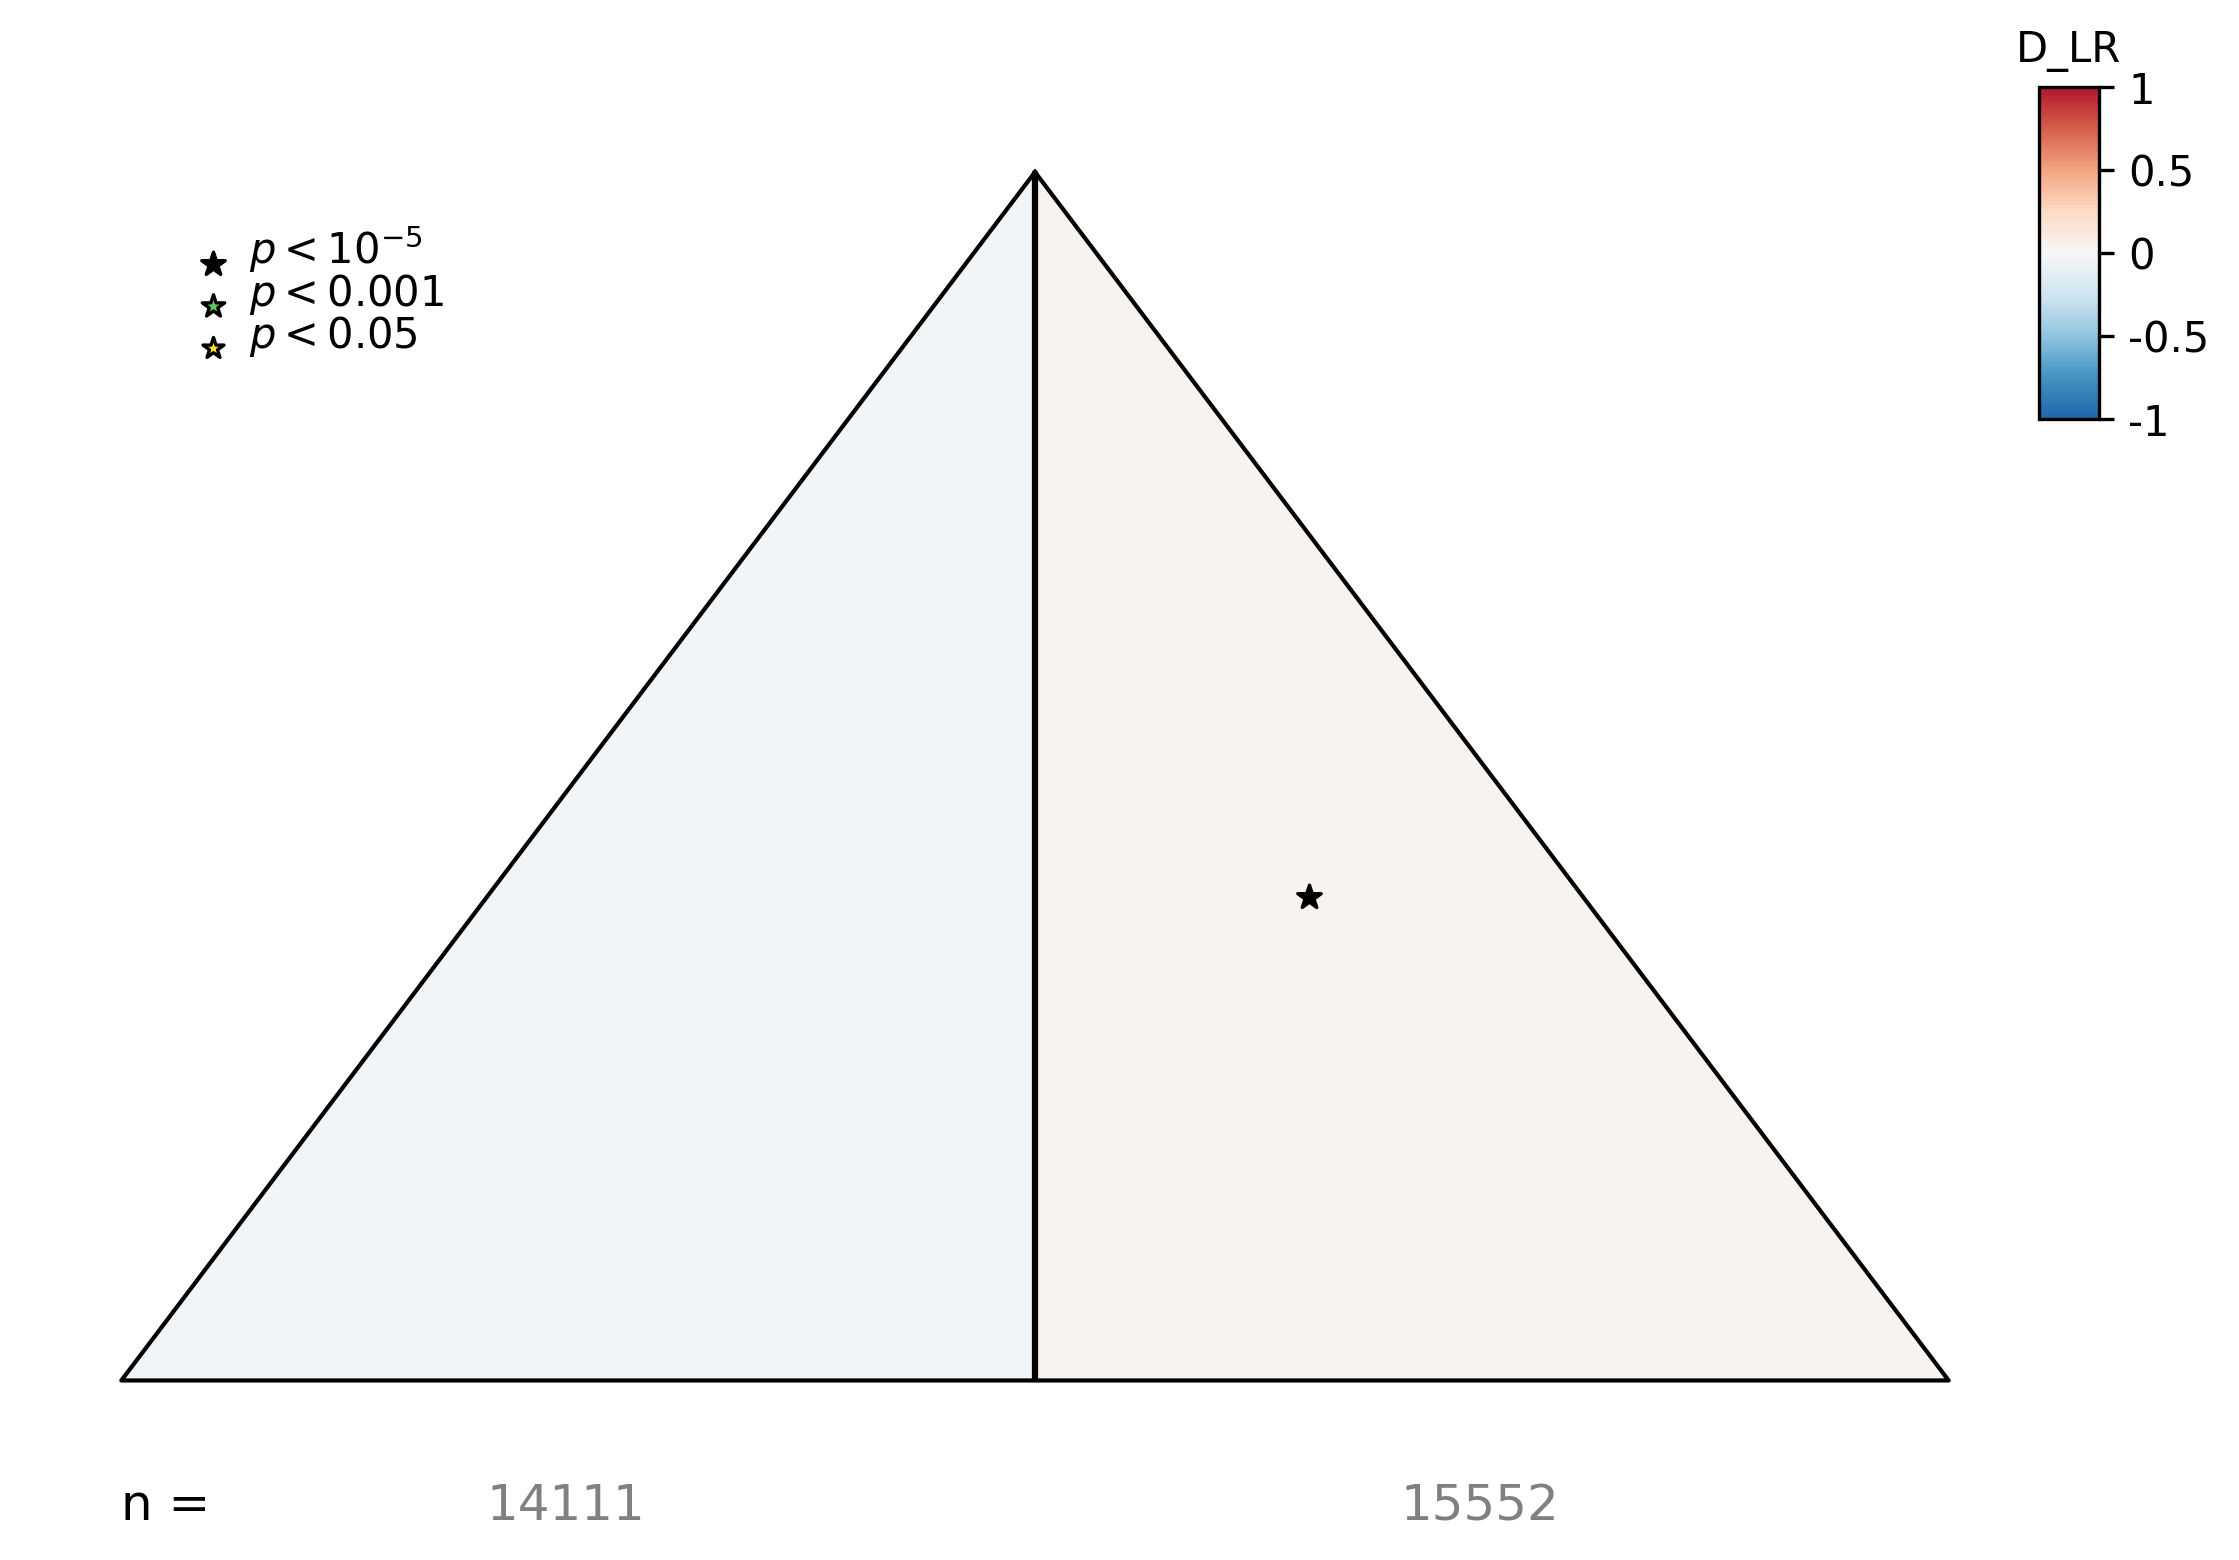 D_LR
1
0.5
0
-0.5
-1
p < 10⁻⁵
p < 0.001
p < 0.05
n = 14111 15552